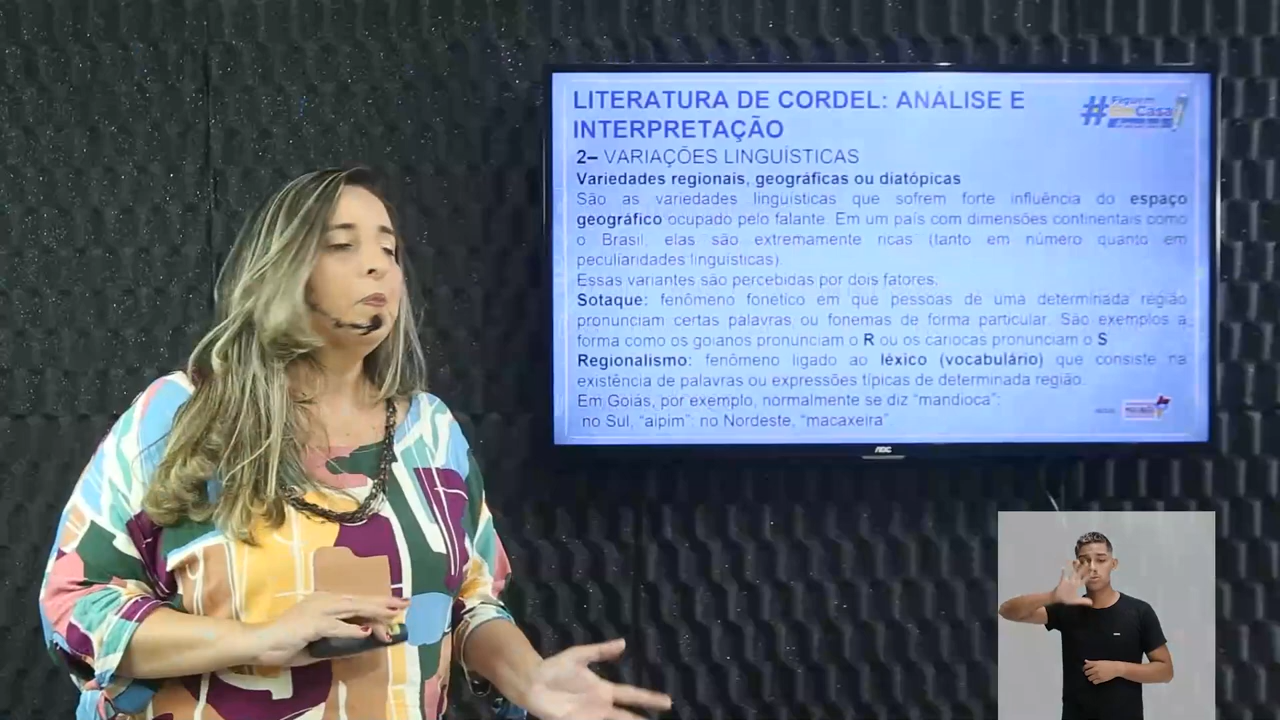 LITERATURA DE CORDEL: ANÁLISE E
INTERPRETAÇÃO
#Fiquem
EmCasa
2– VARIAÇÕES LINGUÍSTICAS
Variedades regionais, geográficas ou diatópicas
São as variedades linguísticas que sofrem forte influência do espaço
geográfico ocupado pelo falante. Em um país com dimensões continentais como
o Brasil, elas são extremamente ricas (tanto em número quanto em
peculiaridades linguísticas).
Essas variantes são percebidas por dois fatores:
Sotaque: fenômeno fonético em que pessoas de uma determinada região
pronunciam certas palavras ou fonemas de forma particular. São exemplos a
forma como os goianos pronunciam o R ou os cariocas pronunciam o S
Regionalismo: fenômeno ligado ao léxico (vocabulário) que consiste na
existência de palavras ou expressões típicas de determinada região.
Em Goiás, por exemplo, normalmente se diz “mandioca”:
no Sul, “aipim”: no Nordeste, “macaxeira”
AOC